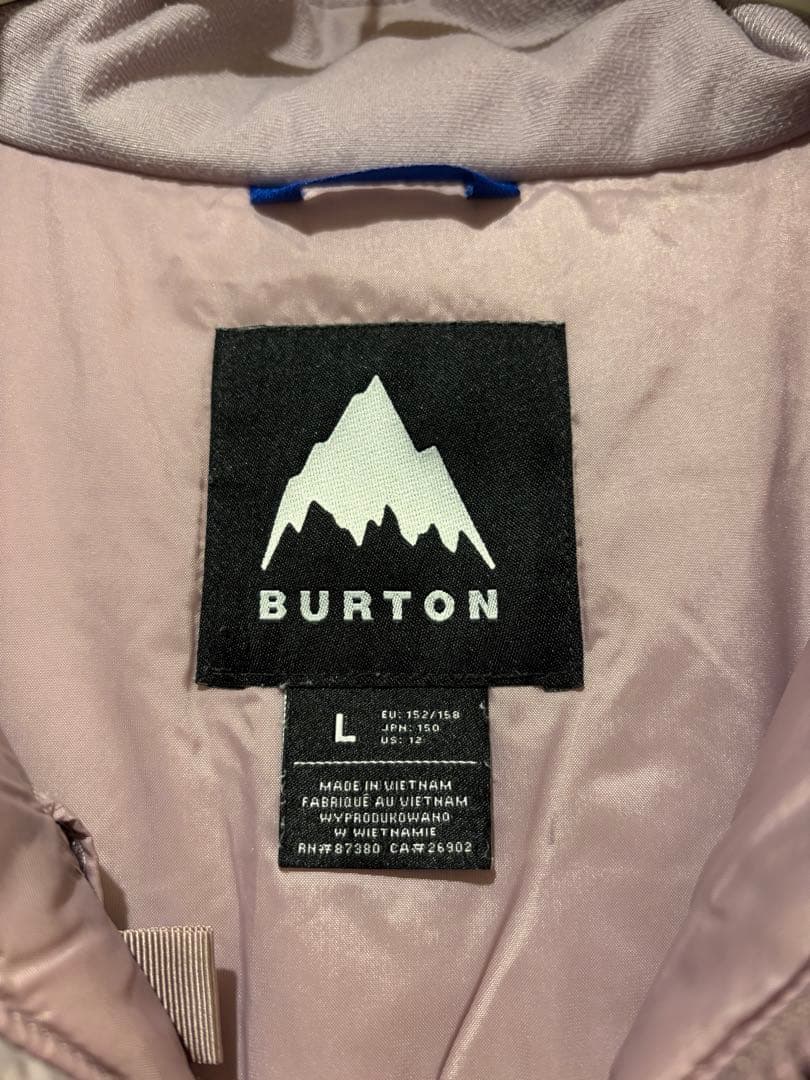 BURTON
L
EU: 152/158
JPN: 150
US: 12
MADE IN VIETNAM
FABRIQUÉ AU VIETNAM
WYPRODUKOWANO
W WIETNAMIE
RN#87380 CA#26902